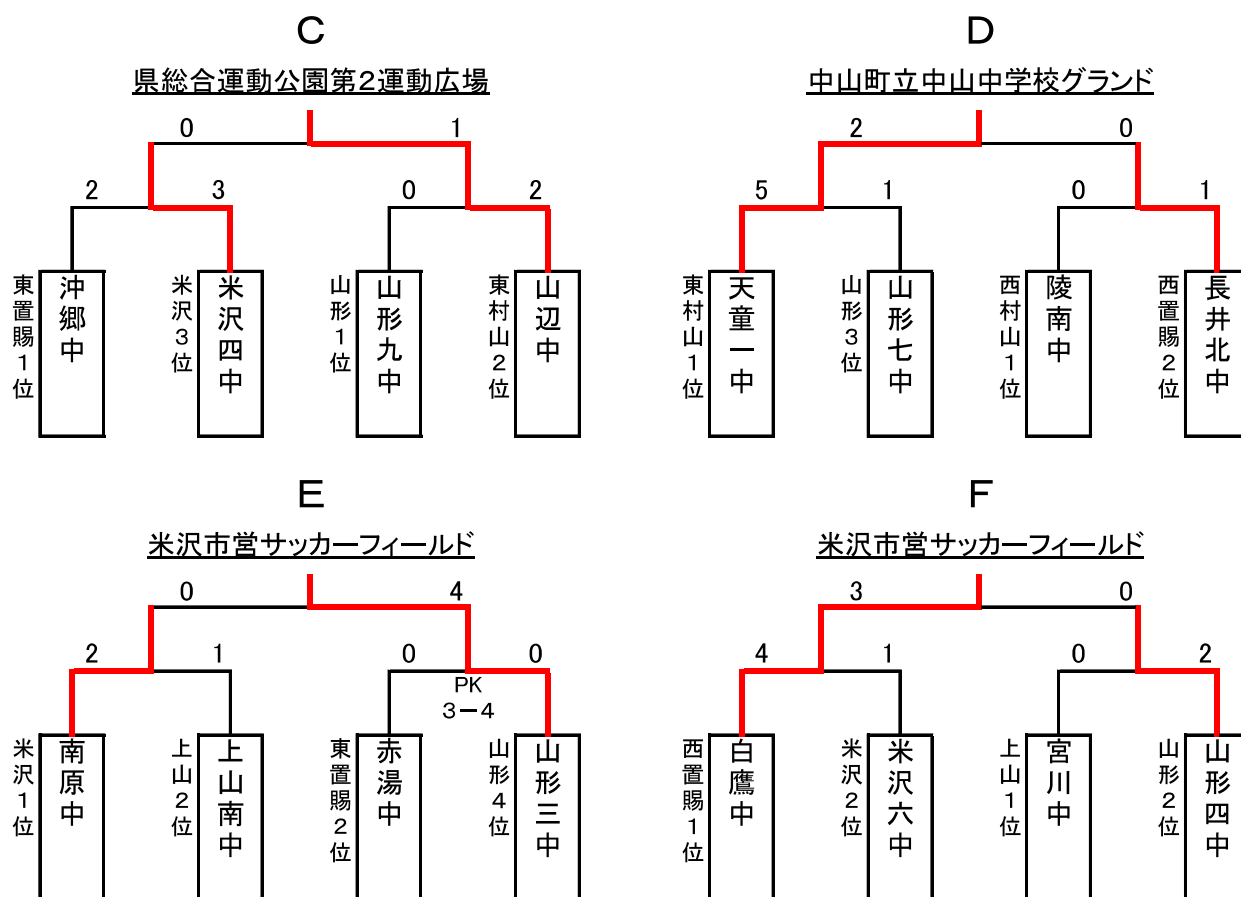 C
県総合運動公園第2運動広場
0 1
2 3 0 2
東置賜1位
沖郷中
米沢3位
米沢四中
山形1位
山形九中
東村山2位
山辺中
D
中山町立中山中学校グランド
2 0
5 1 0 1
東村山1位
天童一中
山形3位
山形七中
西村山1位
陵南中
西置賜2位
長井北中
E
米沢市営サッカーフィールド
0 4
2 1 0 0
PK
3-4
米沢1位
南原中
上山2位
上山南中
東置賜2位
赤湯中
山形4位
山形三中
F
米沢市営サッカーフィールド
3 0
4 1 0 2
西置賜1位
白鷹中
米沢2位
米沢六中
上山1位
宮川中
山形2位
山形四中